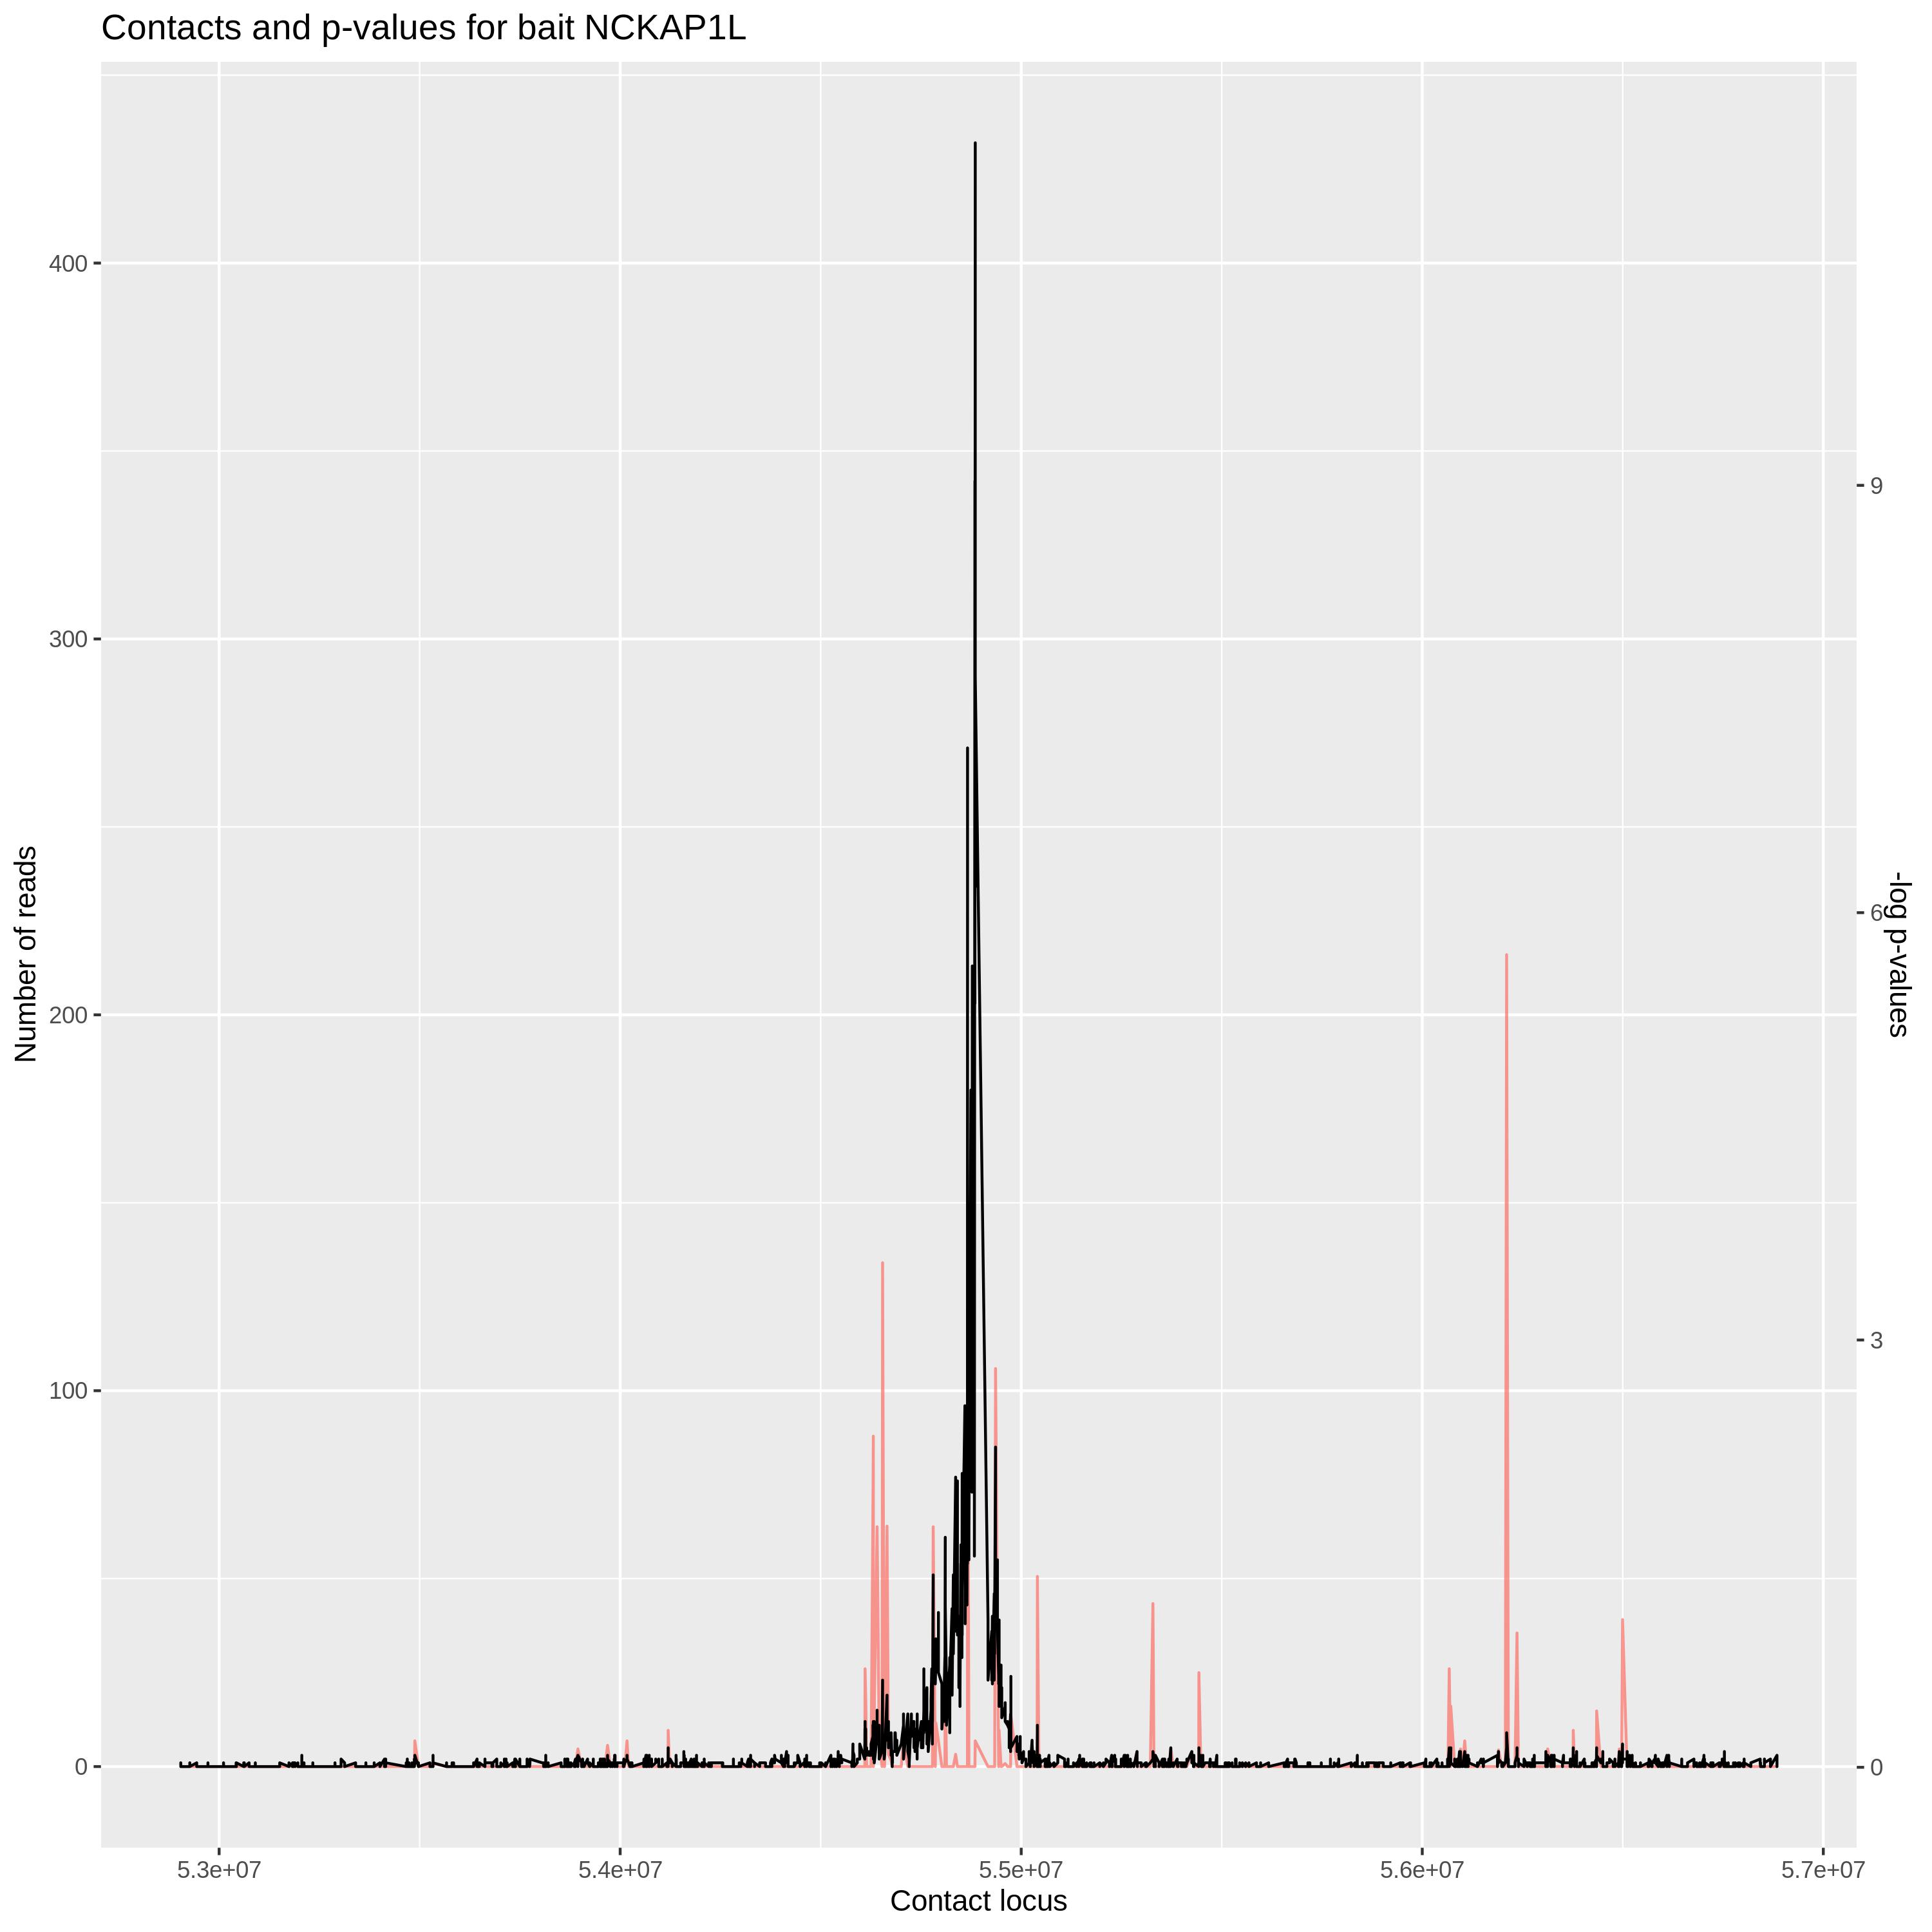 Contacts and p-values for bait NCKAP1L
400
300
200
100
0
Number of reads
9
6
3
0
-log p-values
5.3e+07
5.4e+07
5.5e+07
5.6e+07
5.7e+07
Contact locus